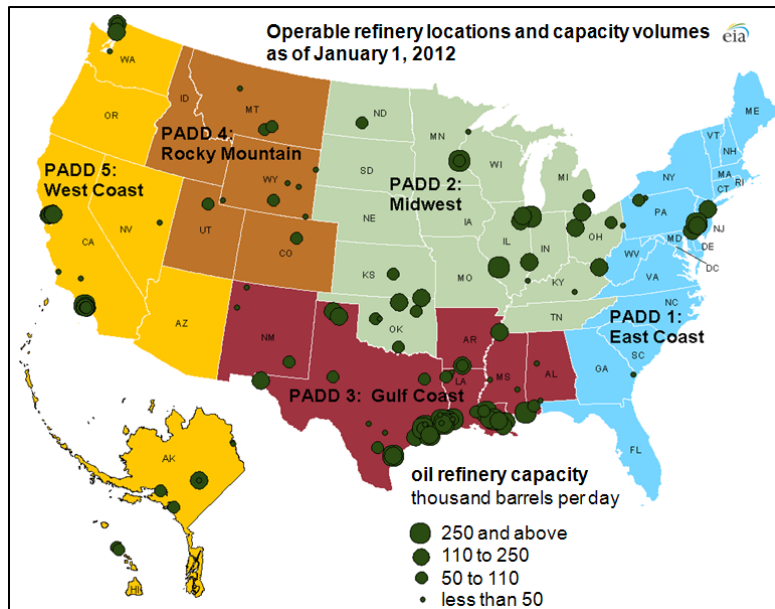 Operable refinery locations and capacity volumes
as of January 1, 2012
eia
WA
OR
ID
MT
PADD 4:
Rocky Mountain
WY
PADD 5:
West Coast
CA
NV
UT
CO
AZ
ND
SD
NE
KS
OK
MN
WI
MI
PADD 2:
Midwest
IA
IL
IN
OH
MO
KY
TN
ME
VT
NH
NY
MA
CT
RI
PA
NJ
MD
DE
DC
WV
VA
NC
PADD 1:
East Coast
SC
GA
FL
NM
AR
LA
MS
AL
PADD 3: Gulf Coast
AK
HI
oil refinery capacity
thousand barrels per day
250 and above
110 to 250
50 to 110
less than 50